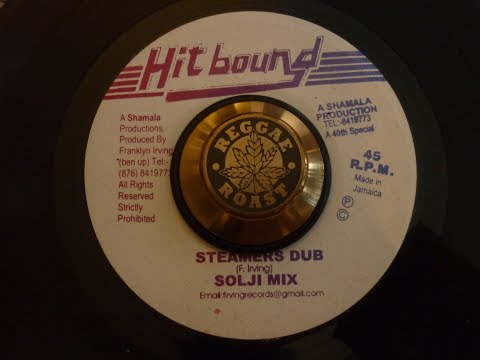 Hit bound
A Shamala
Productions,
Produced By
Franklyn Irving
"(ben up) Tel:-
(876) 8419773
All Rights
Reserved
Strictly
Prohibited
REGGAE
ROAST
A SHAMALA
PRODUCTION
TEL:-8419773
A 40th Special
45
R.P.M.
Made in
Jamaica
P
C
STEAMERS DUB
(F. Irving)
SOLJI MIX
Email:firvingrecords@gmail.com